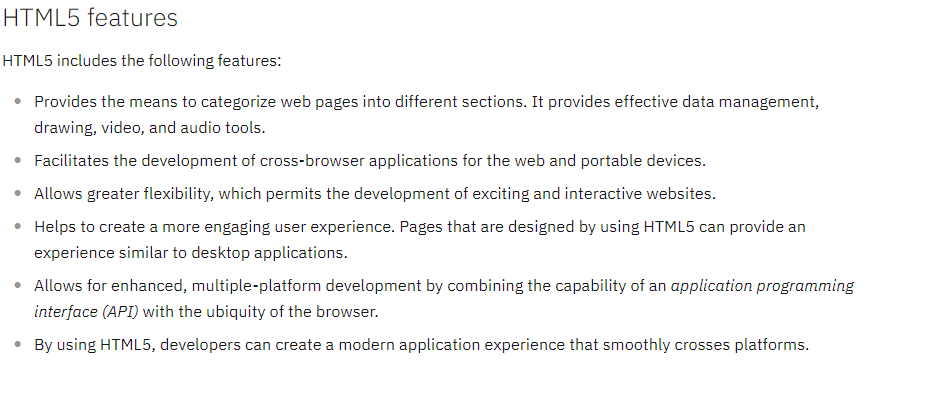 HTML5 features
HTML5 includes the following features:
• Provides the means to categorize web pages into different sections. It provides effective data management,
drawing, video, and audio tools.
• Facilitates the development of cross-browser applications for the web and portable devices.
• Allows greater flexibility, which permits the development of exciting and interactive websites.
• Helps to create a more engaging user experience. Pages that are designed by using HTML5 can provide an
experience similar to desktop applications.
• Allows for enhanced, multiple-platform development by combining the capability of an application programming
interface (API) with the ubiquity of the browser.
• By using HTML5, developers can create a modern application experience that smoothly crosses platforms.